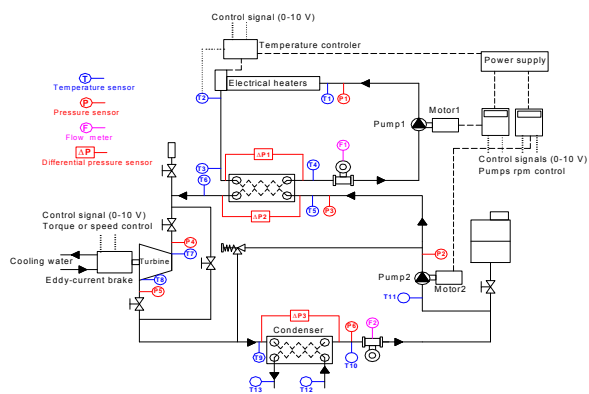 Control signal (0-10 V)
Temperature controler
T
Temperature sensor
P
Pressure sensor
F
Flow meter
ΔP
Differential pressure sensor
Power supply
Electrical heaters
T2
T1
P1
Motor1
Pump1
F1
ΔP1
Control signals (0-10 V)
Pumps rpm control
T3
T4
T6
ΔP2
T5
P3
Control signal (0-10 V)
Torque or speed control
P4
Cooling water
Turbine
T7
P2
Eddy-current brake
T8
Pump2
Motor2
P5
T11
ΔP3
P6
F2
Condenser
T9
T10
T13
T12